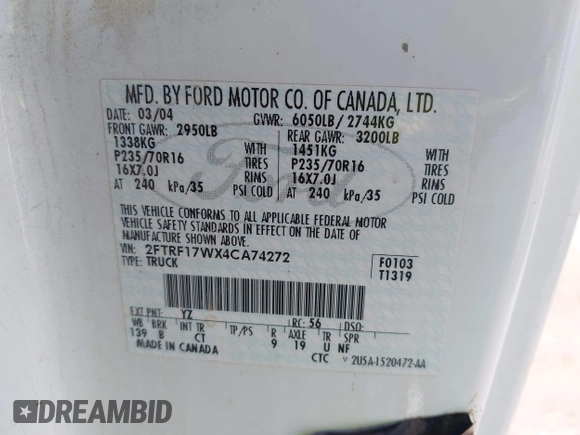 MFD. BY FORD MOTOR CO. OF CANADA, LTD.
DATE: 03/04 GVWR: 6050LB/ 2744KG
FRONT GAWR: 2950LB REAR GAWR: 3200LB
1338KG WITH 1451KG WITH
P235/70R16 TIRES P235/70R16 TIRES
16X7.0J RIMS 16X7.0J RIMS
AT 240 kPa/35 PSI COLD AT 240 kPa/35 PSI COLD
THIS VEHICLE CONFORMS TO ALL APPLICABLE FEDERAL MOTOR
VEHICLE SAFETY STANDARDS IN EFFECT ON THE DATE OF
MANUFACTURE SHOWN ABOVE.
VIN: 2FTRF17WX4CA74272 F0103
TYPE: TRUCK T1319
EXT PNT: YZ RC: 56 DSO:
WB BRK INT TR TP/PS R AXLE TR SPR
139 B CT 9 19 U NF
MADE IN CANADA CTC V 2U5A-1520472-AA
Ford
DREAMBID